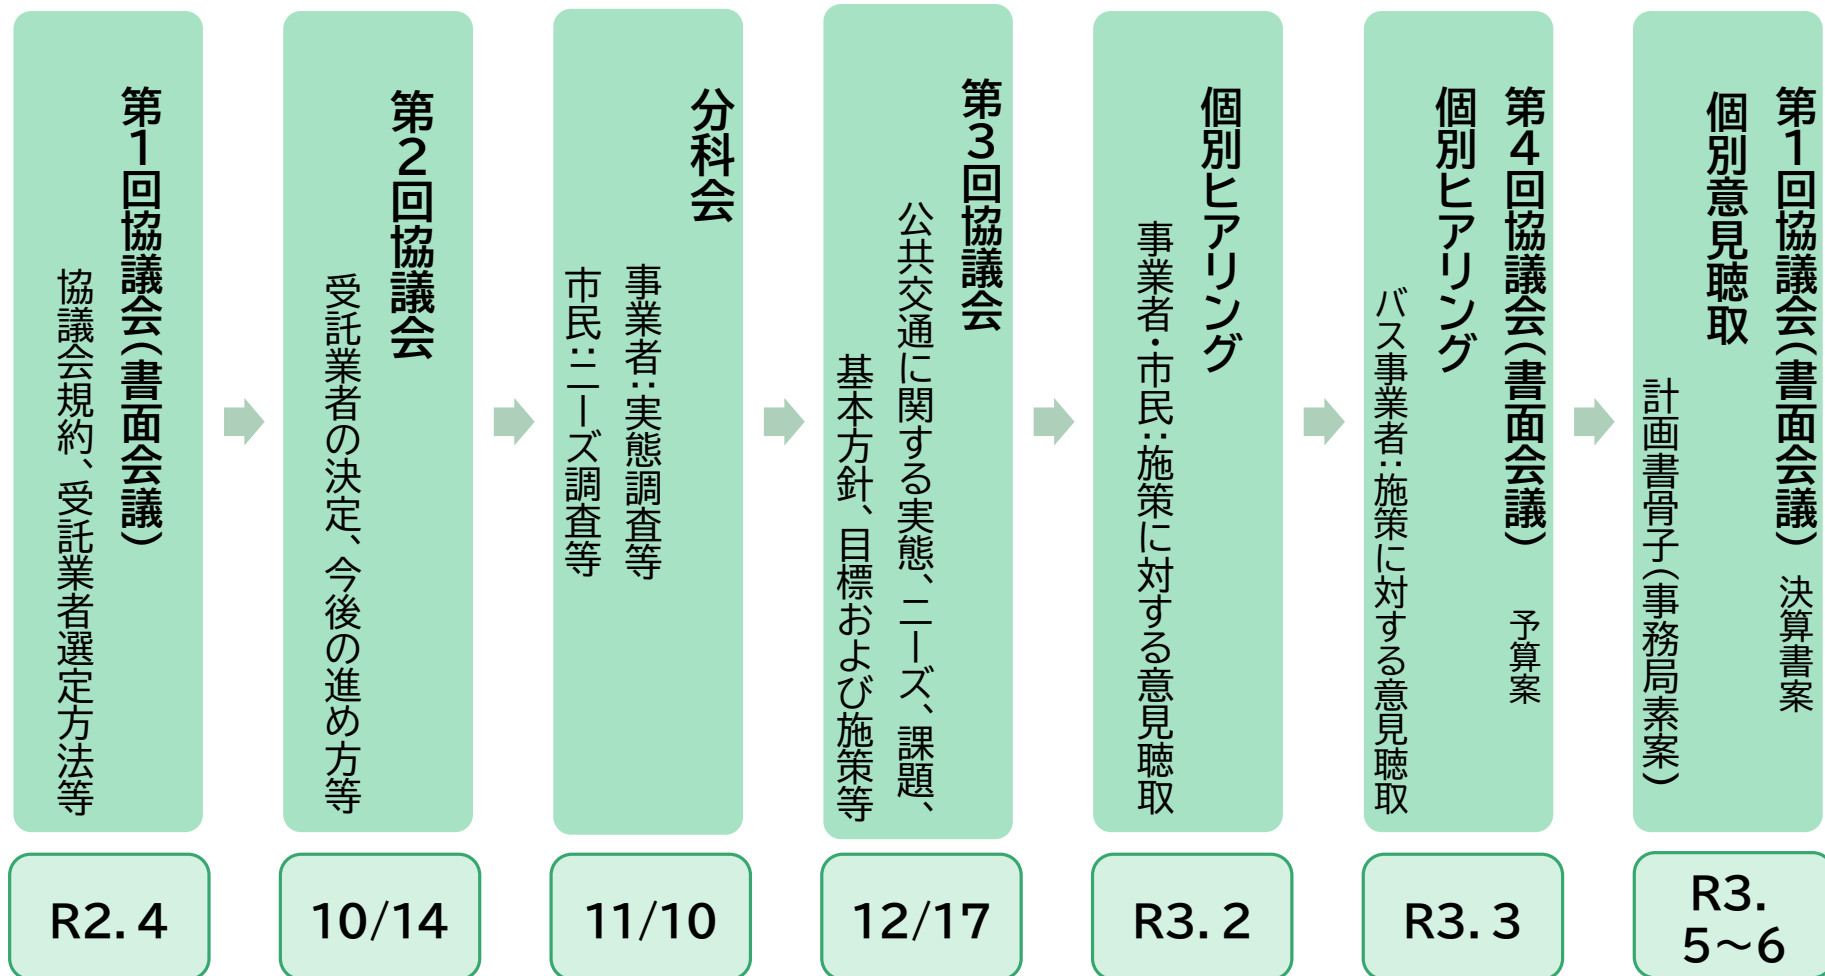 第1回協議会(書面会議)
協議会規約、受託業者選定方法等
R2.4
第2回協議会
受託業者の決定、今後の進め方等
10/14
分科会
事業者:実態調査等
市民:ニーズ調査等
11/10
第3回協議会
公共交通に関する実態、ニーズ、課題、
基本方針、目標および施策等
12/17
個別ヒアリング
事業者・市民:施策に対する意見聴取
R3.2
第4回協議会(書面会議) 予算案
個別ヒアリング
バス事業者:施策に対する意見聴取
R3.3
第1回協議会(書面会議) 決算書案
個別意見聴取
計画書骨子(事務局素案)
R3.
5~6